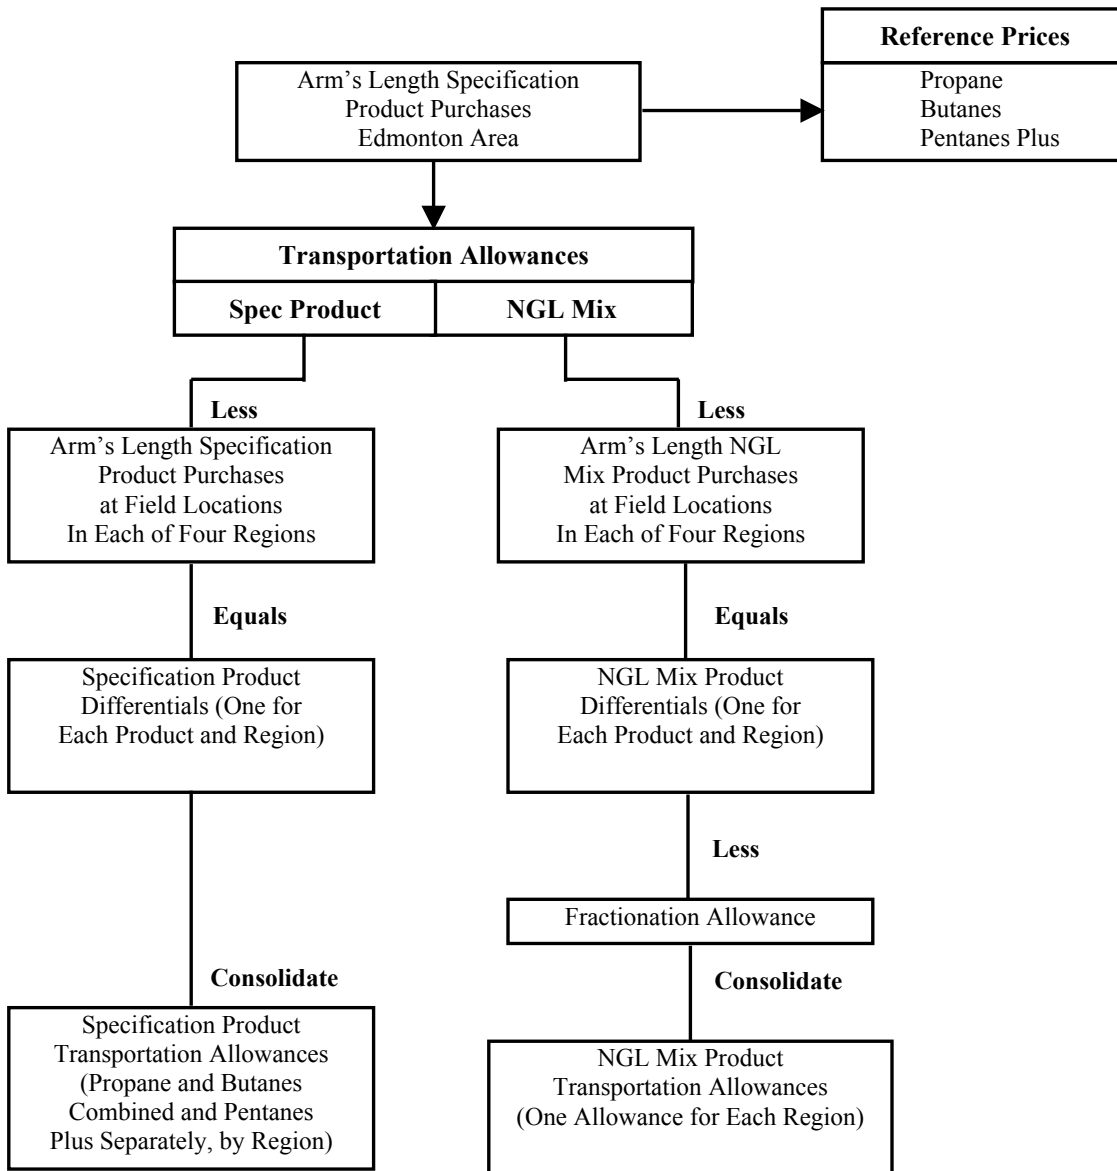 Reference Prices
Propane
Butanes
Pentanes Plus
Arm’s Length Specification
Product Purchases
Edmonton Area
Transportation Allowances
Spec Product
NGL Mix
Less
Arm’s Length Specification
Product Purchases
at Field Locations
In Each of Four Regions
Equals
Specification Product
Differentials (One for
Each Product and Region)
Consolidate
Specification Product
Transportation Allowances
(Propane and Butanes
Combined and Pentanes
Plus Separately, by Region)
Less
Arm’s Length NGL
Mix Product Purchases
at Field Locations
In Each of Four Regions
Equals
NGL Mix Product
Differentials (One for
Each Product and Region)
Less
Fractionation Allowance
Consolidate
NGL Mix Product
Transportation Allowances
(One Allowance for Each Region)